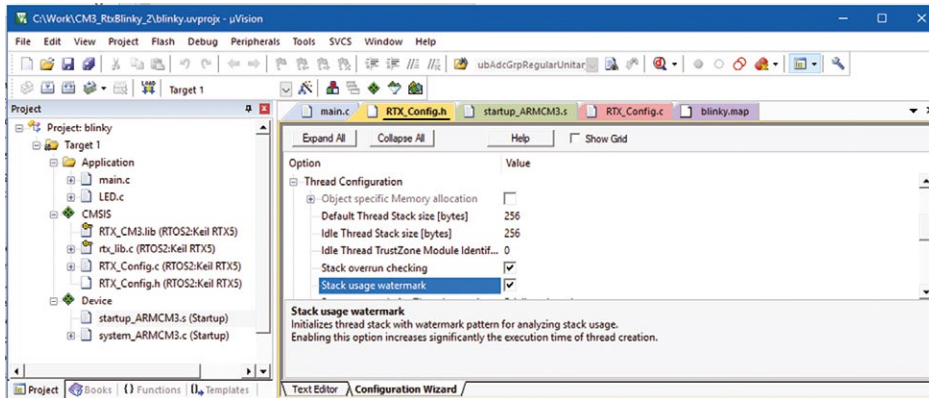 C:\Work\CM3_RtxBlinky_2\blinky.uvprojx - µVision
File Edit View Project Flash Debug Peripherals Tools SVCS Window Help
ubAdcGrpRegularUnitar
LOAD
Target 1
Project
main.c RTX_Config.h startup_ARMCM3.s RTX_Config.c blinky.map
Project: blinky
Target 1
Application
main.c
LED.c
CMSIS
RTX_CM3.lib (RTOS2:Keil RTX5)
rtx_lib.c (RTOS2:Keil RTX5)
RTX_Config.c (RTOS2:Keil RTX5)
RTX_Config.h (RTOS2:Keil RTX5)
Device
startup_ARMCM3.s (Startup)
system_ARMCM3.c (Startup)
Project Books {} Functions Templates
Expand All Collapse All Help Show Grid
Option Value
Thread Configuration
Object specific Memory allocation
Default Thread Stack size [bytes] 256
Idle Thread Stack size [bytes] 256
Idle Thread TrustZone Module Identif... 0
Stack overrun checking
Stack usage watermark
Stack usage watermark
Initializes thread stack with watermark pattern for analyzing stack usage.
Enabling this option increases significantly the execution time of thread creation.
Text Editor Configuration Wizard